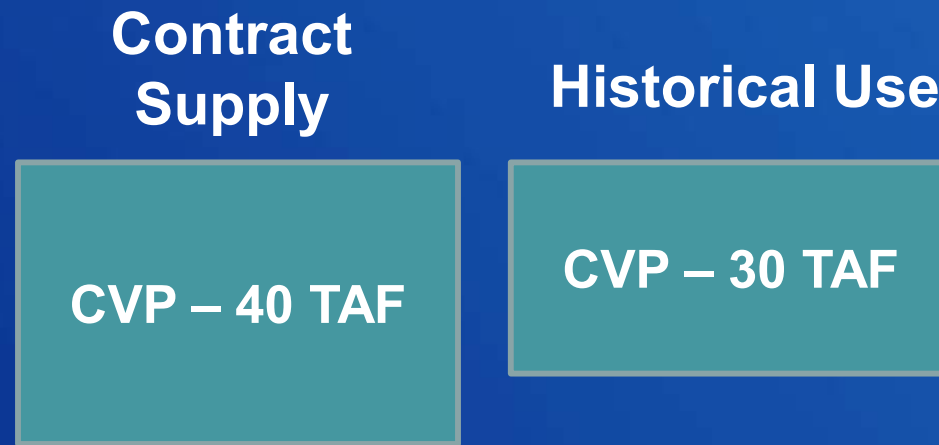 Contract
Supply
Historical Use
CVP – 40 TAF
CVP – 30 TAF